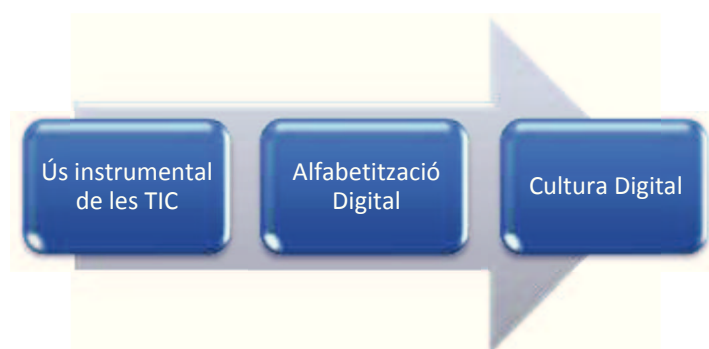 Ús instrumental
de les TIC
Alfabetització
Digital
Cultura Digital